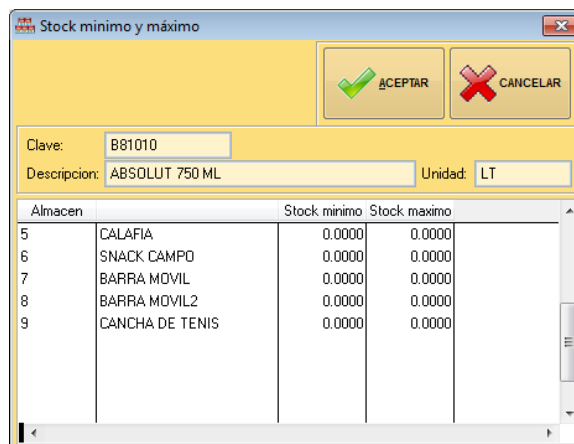 Stock minimo y máximo
ACEPTAR CANCELAR
Clave: B81010
Descripcion: ABSOLUT 750 ML Unidad: LT
Almacen Stock minimo Stock maximo
5 CALAFIA 0.0000 0.0000
6 SNACK CAMPO 0.0000 0.0000
7 BARRA MOVIL 0.0000 0.0000
8 BARRA MOVIL2 0.0000 0.0000
9 CANCHA DE TENIS 0.0000 0.0000